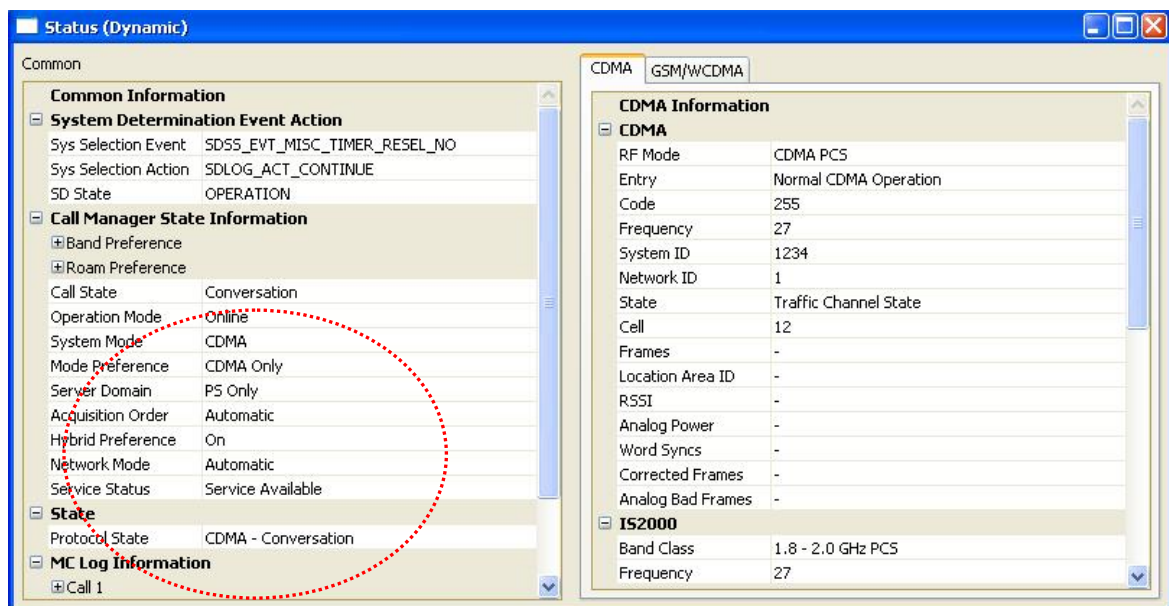 Status (Dynamic)
Common
Common Information
System Determination Event Action
Sys Selection Event SDSS_EVT_MISC_TIMER_RESEL_NO
Sys Selection Action SDLOG_ACT_CONTINUE
SD State OPERATION
Call Manager State Information
Band Preference
Roam Preference
Call State Conversation
Operation Mode Online
System Mode CDMA
Mode Preference CDMA Only
Server Domain PS Only
Acquisition Order Automatic
Hybrid Preference On
Network Mode Automatic
Service Status Service Available
State
Protocol State CDMA - Conversation
MC Log Information
Call 1
CDMA GSM/WCDMA
CDMA Information
CDMA
RF Mode CDMA PCS
Entry Normal CDMA Operation
Code 255
Frequency 27
System ID 1234
Network ID 1
State Traffic Channel State
Cell 12
Frames -
Location Area ID -
RSSI -
Analog Power -
Word Syncs -
Corrected Frames -
Analog Bad Frames -
IS2000
Band Class 1.8 - 2.0 GHz PCS
Frequency 27